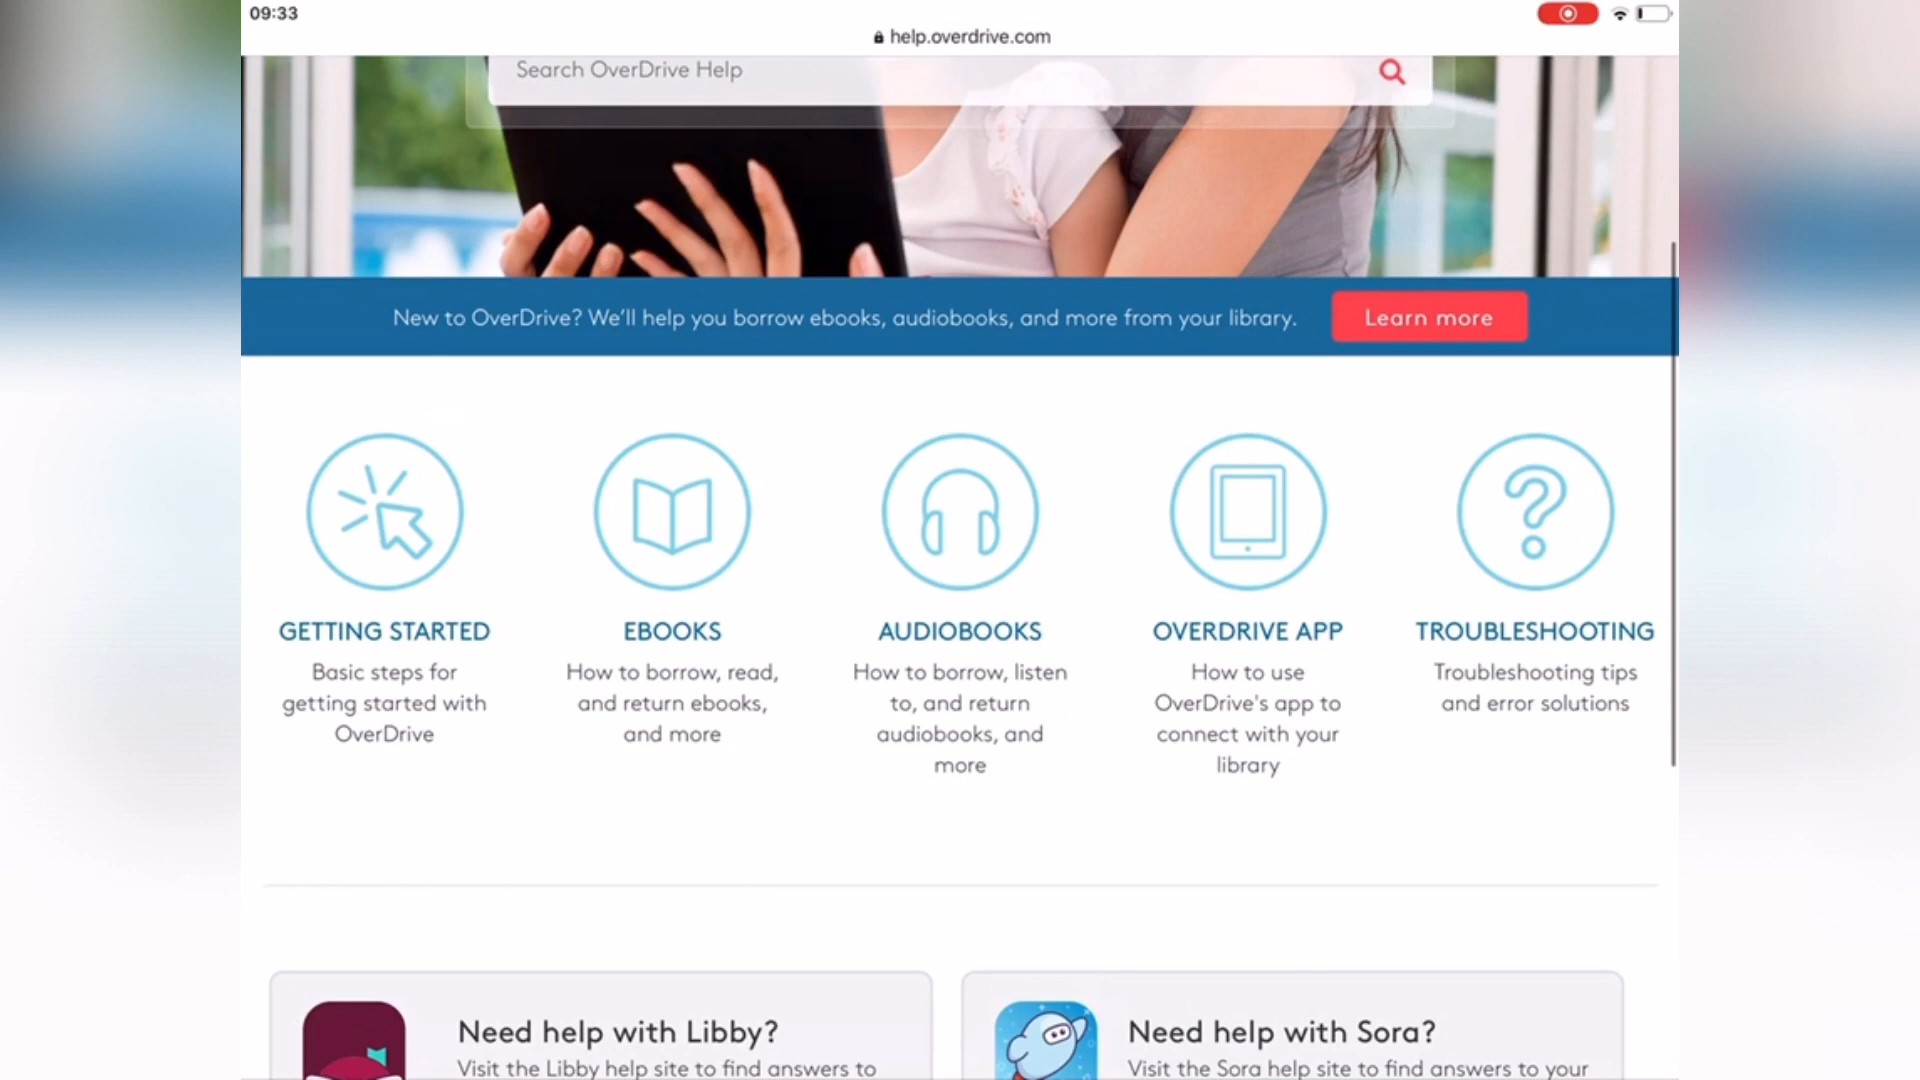 09:33
help.overdrive.com
Search OverDrive Help
New to OverDrive? We'll help you borrow ebooks, audiobooks, and more from your library.
Learn more
GETTING STARTED
Basic steps for
getting started with
OverDrive
EBOOKS
How to borrow, read,
and return ebooks,
and more
AUDIOBOOKS
How to borrow, listen
to, and return
audiobooks, and
more
OVERDRIVE APP
How to use
OverDrive's app to
connect with your
library
TROUBLESHOOTING
Troubleshooting tips
and error solutions
Need help with Libby?
Visit the Libby help site to find answers to
Need help with Sora?
Visit the Sora help site to find answers to your